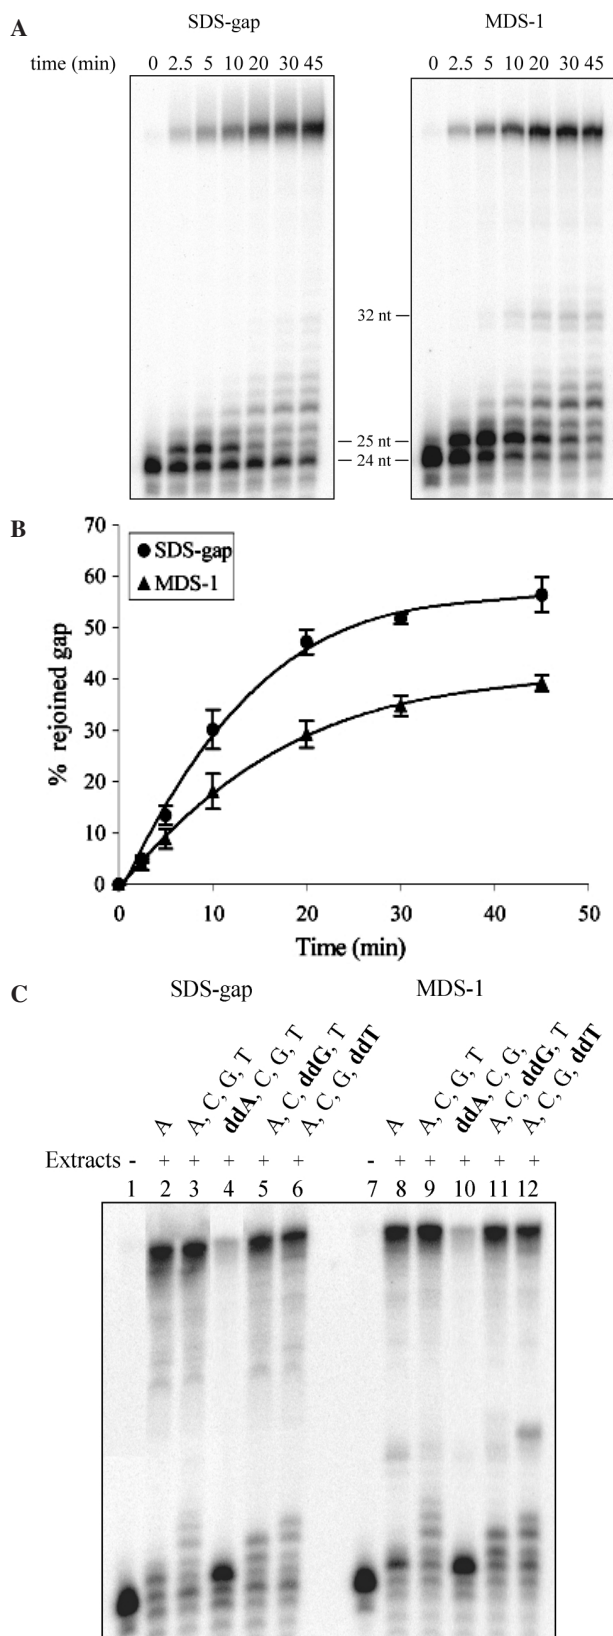 A
SDS-gap MDS-1
time (min) 0 2.5 5 10 20 30 45 0 2.5 5 10 20 30 45
32 nt
25 nt
24 nt
B
70
60
50
40
30
20
10
0
% rejoined gap
SDS-gap
MDS-1
0 10 20 30 40 50
Time (min)
C
SDS-gap MDS-1
A
A, C, G, T
ddA, C, G, T
A, C, ddG, T
A, C, G, ddT
A
A, C, G, T
ddA, C, G,
A, C, ddG, T
A, C, G, ddT
Extracts - + + + + + - + + + + +
1 2 3 4 5 6 7 8 9 10 11 12